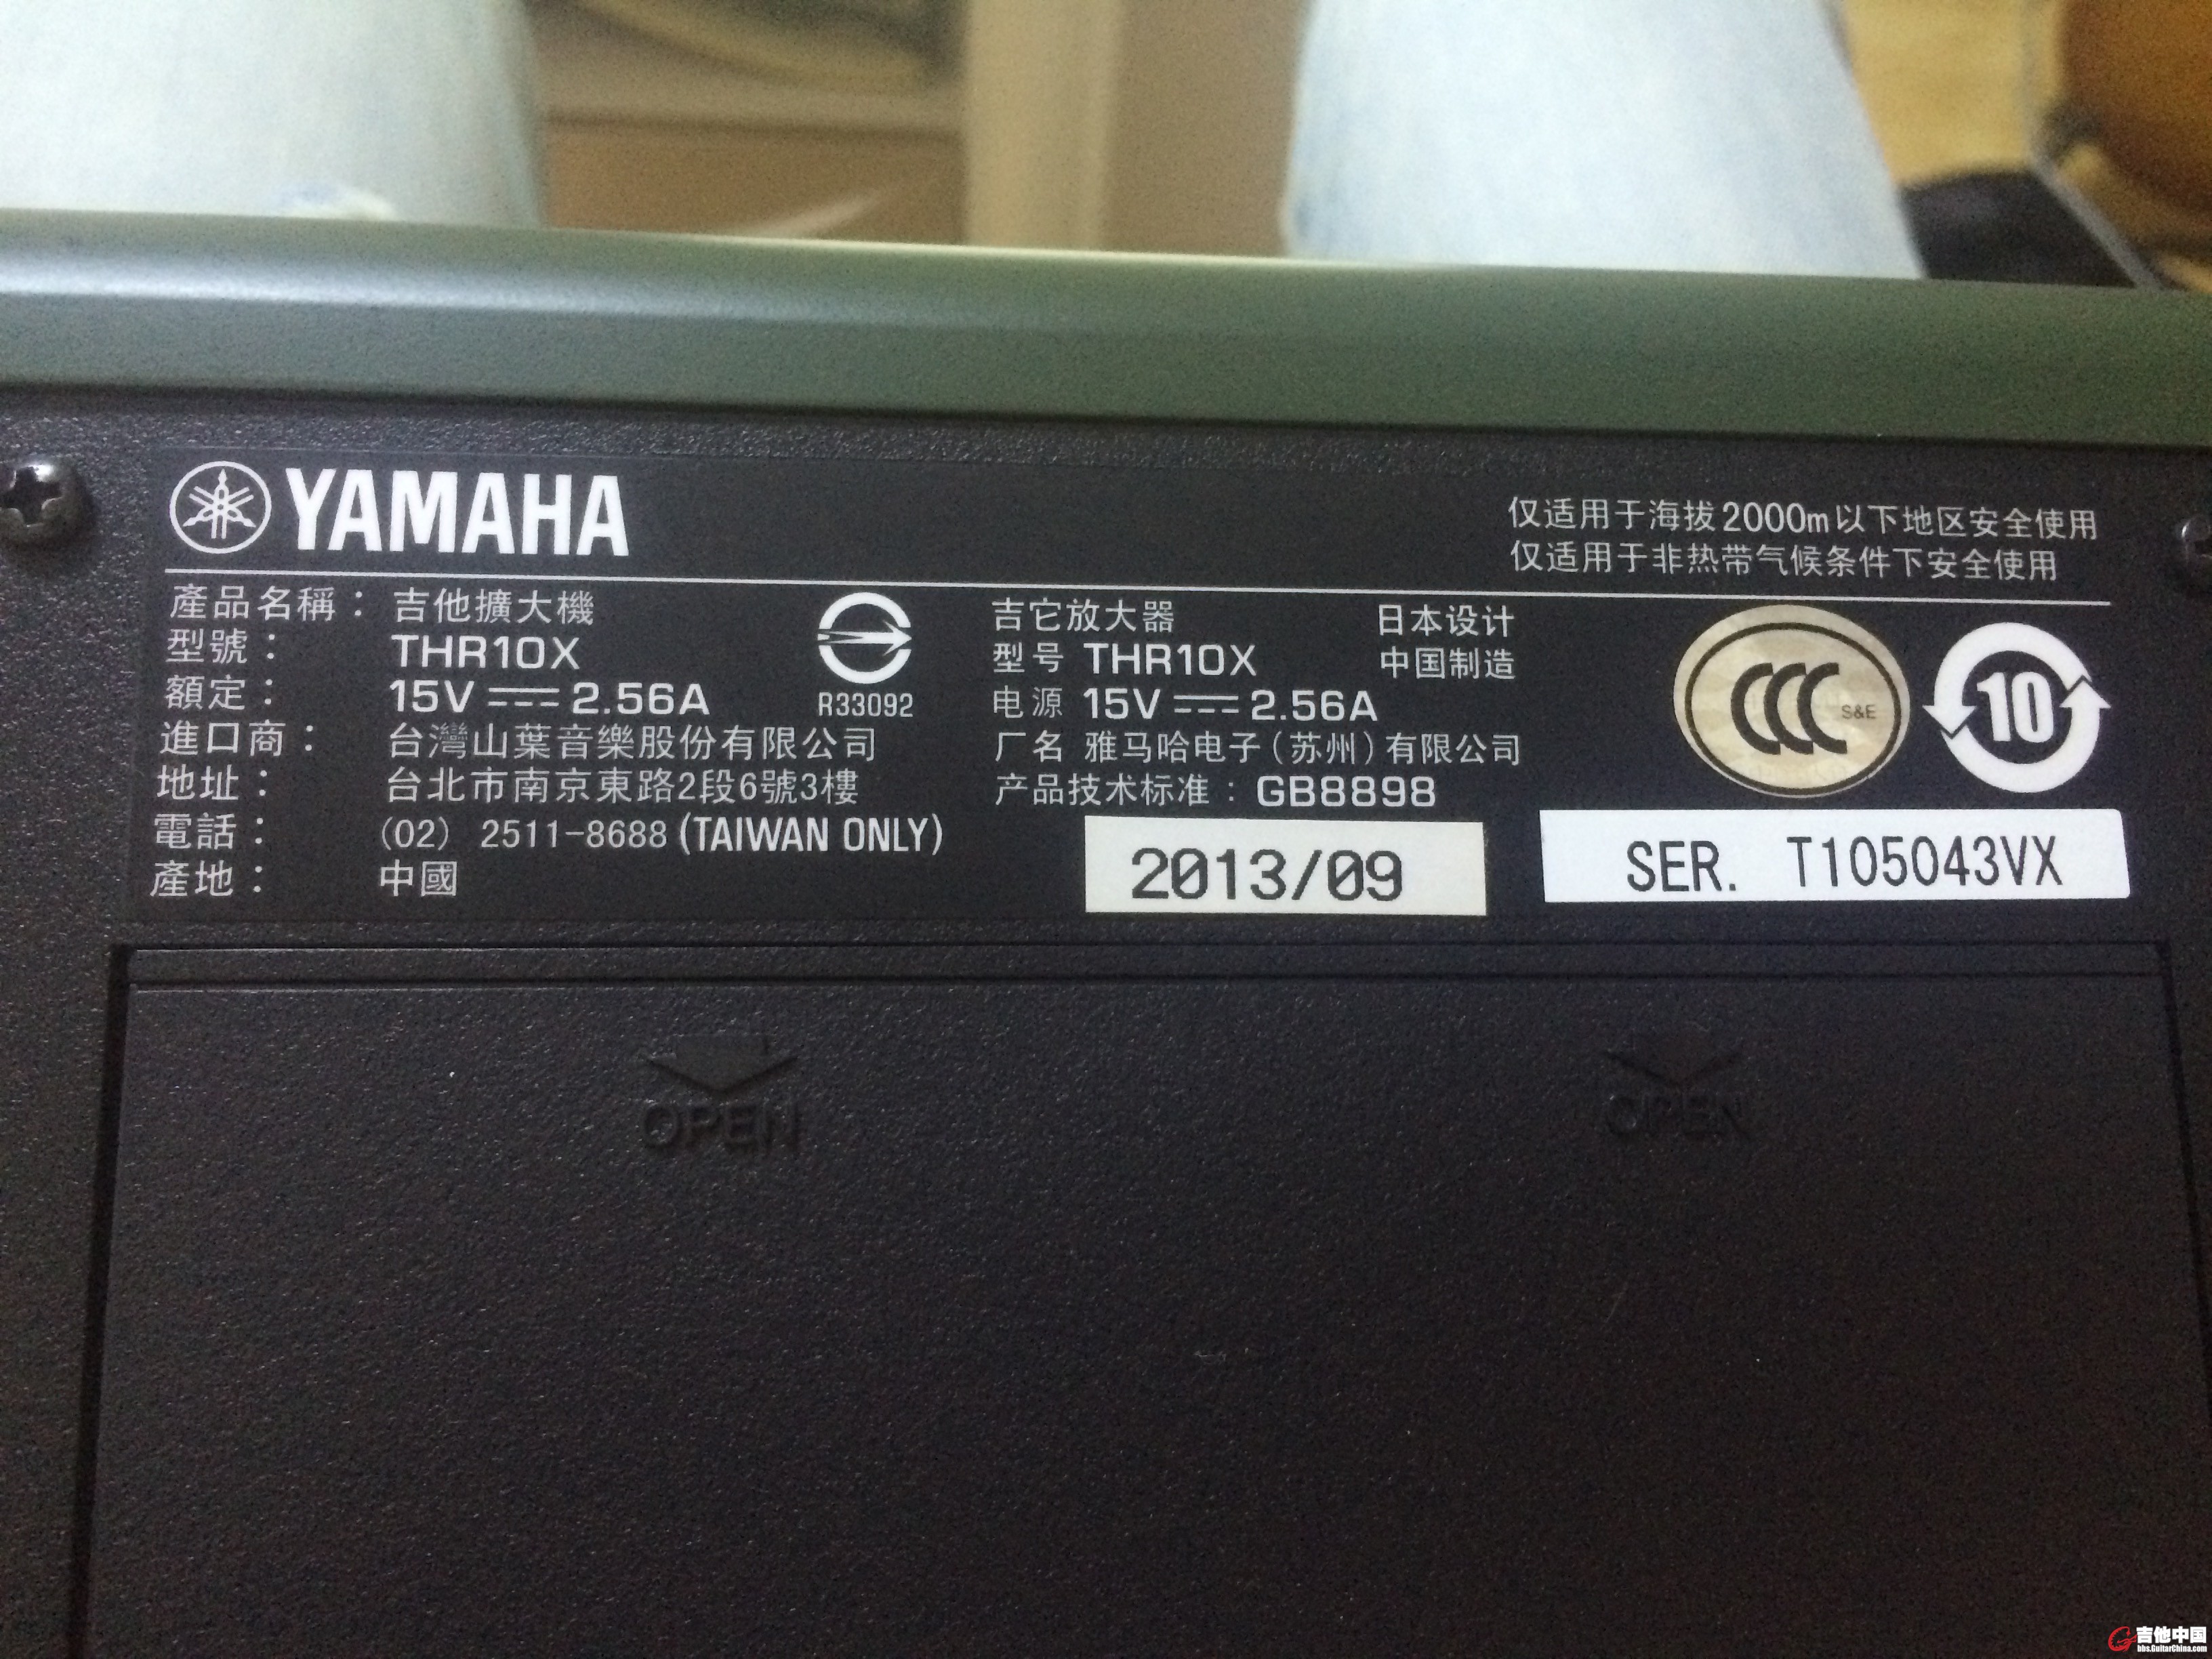 YAMAHA
仅适用于海拔2000m以下地区安全使用
仅适用于非热带气候条件下安全使用
產品名稱： 吉他擴大機
型號： THR10X
額定： 15V 2.56A
進口商： 台灣山葉音樂股份有限公司
地址： 台北市南京東路2段6號3樓
電話： (02) 2511-8688 (TAIWAN ONLY)
產地： 中國
R33092
吉它放大器
型号 THR10X
电源 15V 2.56A
厂名 雅马哈电子(苏州)有限公司
产品技术标准：GB8898
日本设计
中国制造
CCC S&E
10
2013/09
SER. T105043VX
OPEN
OPEN
吉他中国
bbs.GuitarChina.com